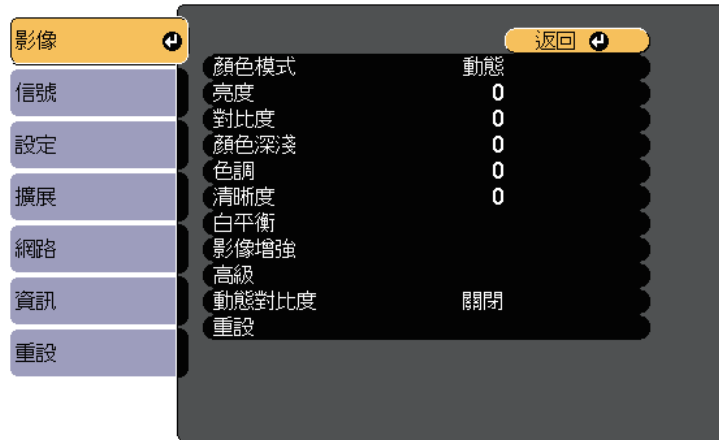 影像
信號
設定
擴展
網路
資訊
重設
返回
顏色模式 動態
亮度 0
對比度 0
顏色深淺 0
色調 0
清晰度 0
白平衡
影像增強
高級
動態對比度 關閉
重設